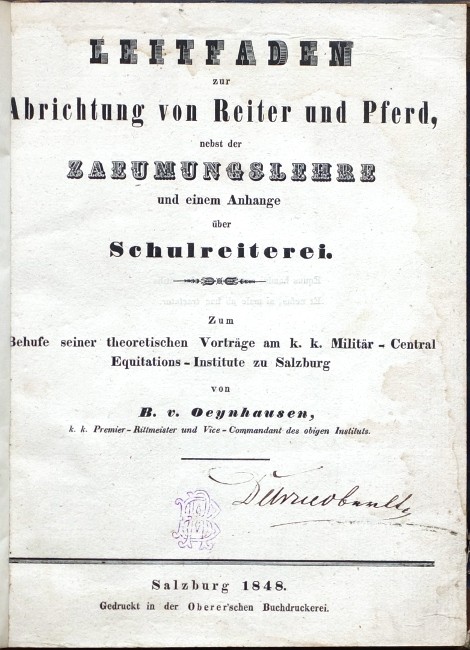 LEITFADEN
zur
Abrichtung von Reiter und Pferd,
nebst der
ZAEUMUNGSLEHRE
und einem Anhange
über
Schulreiterei.
Zum
Behufe seiner theoretischen Vorträge am k. k. Militär - Central
Equitations - Institute zu Salzburg
von
B. v. Oeynhausen,
k. k. Premier - Rittmeister und Vice - Commandant des obigen Instituts.
Salzburg 1848.
Gedruckt in der Oberer'schen Buchdruckerei.